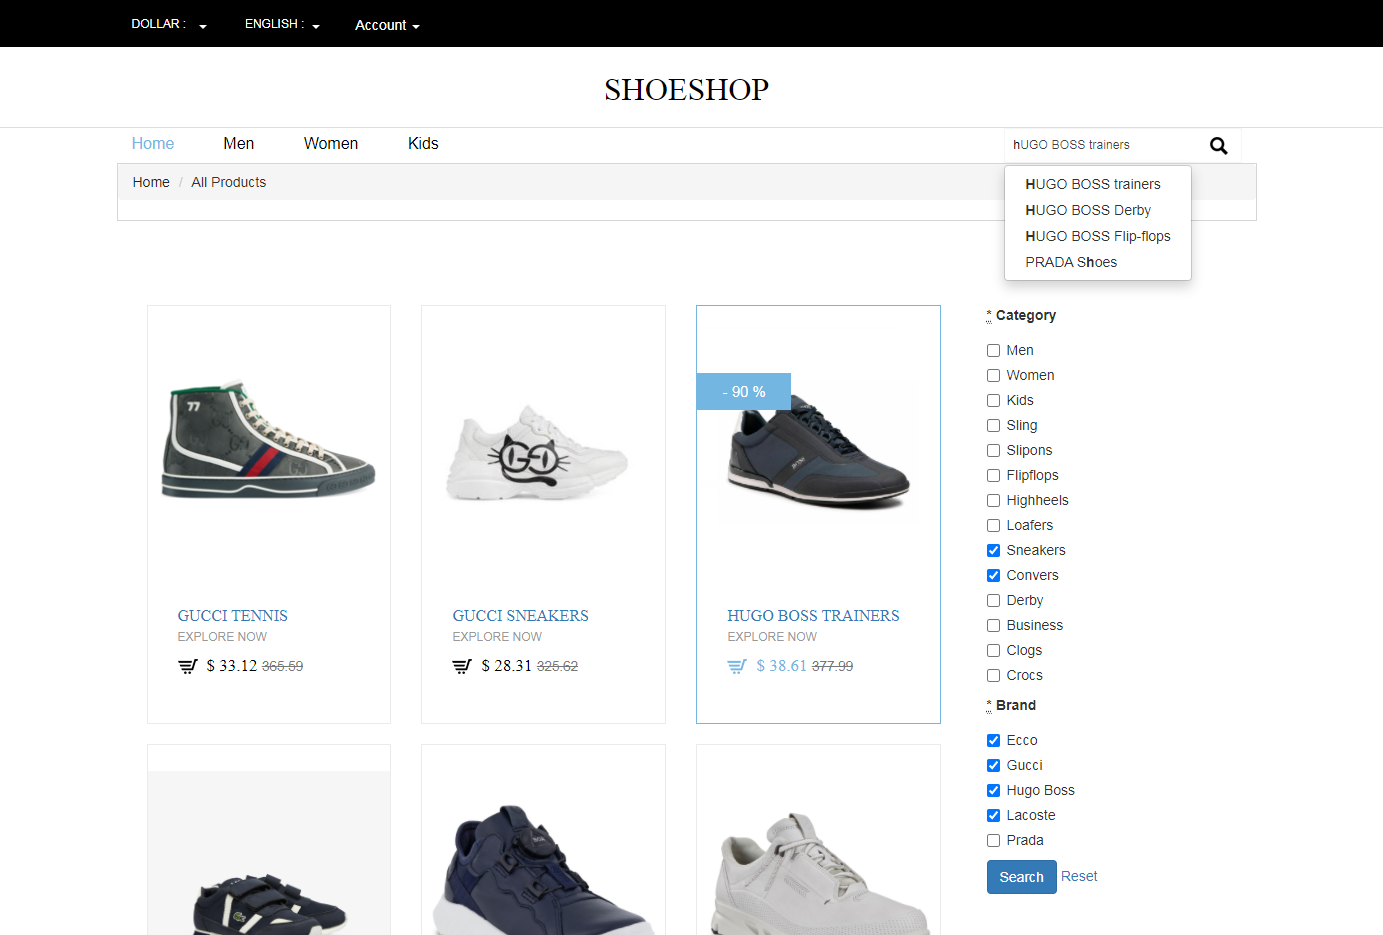 DOLLAR :
ENGLISH :
Account
SHOESHOP
Home
Men
Women
Kids
hUGO BOSS trainers
Home / All Products
HUGO BOSS trainers
HUGO BOSS Derby
HUGO BOSS Flip-flops
PRADA Shoes
77
- 90 %
BOSS
GUCCI TENNIS
EXPLORE NOW
$ 33.12 365.59
GUCCI SNEAKERS
EXPLORE NOW
$ 28.31 325.62
HUGO BOSS TRAINERS
EXPLORE NOW
$ 38.61 377.99
* Category
Men
Women
Kids
Sling
Slipons
Flipflops
Highheels
Loafers
Sneakers
Convers
Derby
Business
Clogs
Crocs
* Brand
Ecco
Gucci
Hugo Boss
Lacoste
Prada
Search Reset